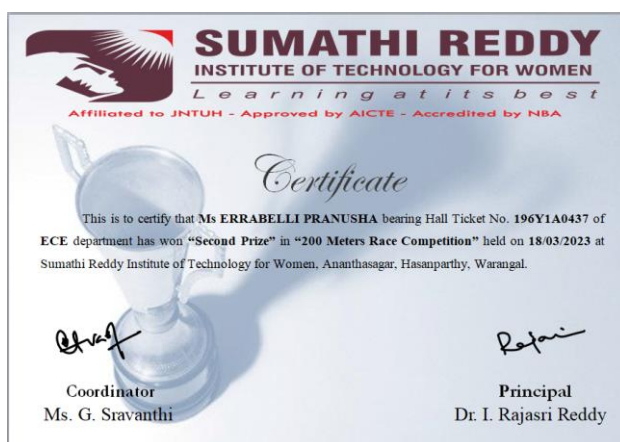 SUMATHI REDDY
INSTITUTE OF TECHNOLOGY FOR WOMEN
Learning at its best
Affiliated to JNTUH - Approved by AICTE - Accredited by NBA
Certificate
This is to certify that Ms ERRABELLI PRANUSHA bearing Hall Ticket No. 196Y1A0437 of
ECE department has won “Second Prize” in “200 Meters Race Competition” held on 18/03/2023 at
Sumathi Reddy Institute of Technology for Women, Ananthasagar, Hasanparthy, Warangal.
Rajari
Coordinator
Ms. G. Sravanthi
Principal
Dr. I. Rajasri Reddy